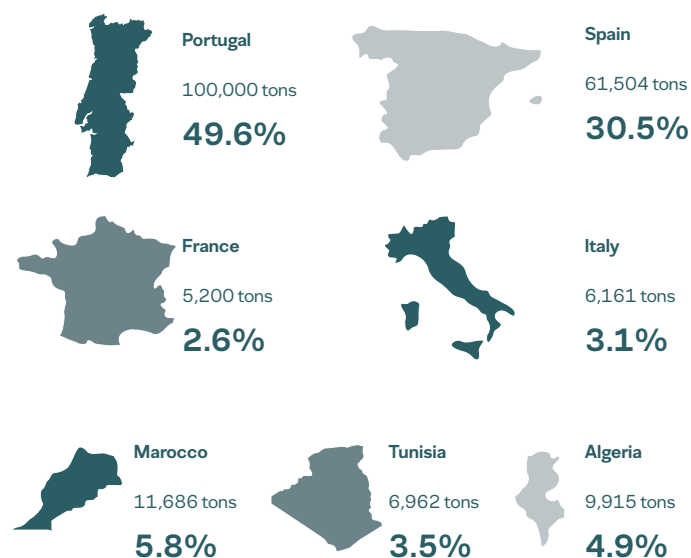 Portugal
100,000 tons
49.6%
Spain
61,504 tons
30.5%
France
5,200 tons
2.6%
Italy
6,161 tons
3.1%
Marocco
11,686 tons
5.8%
Tunisia
6,962 tons
3.5%
Algeria
9,915 tons
4.9%